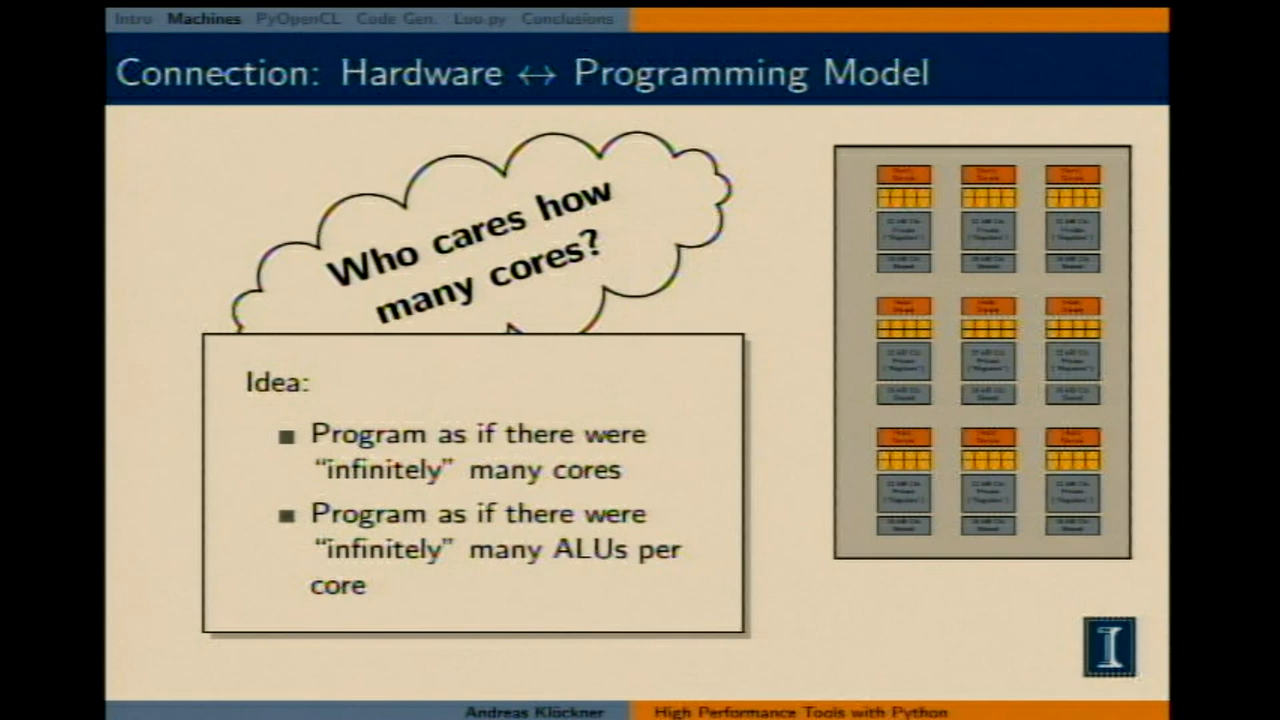 Intro Machines PyOpenCL Code Gen. Loo.py Conclusions
Connection: Hardware ↔ Programming Model
Who cares how
many cores?
Idea:
Program as if there were
“infinitely” many cores
Program as if there were
“infinitely” many ALUs per
core
I
Andreas Klöckner
High Performance Tools with Python